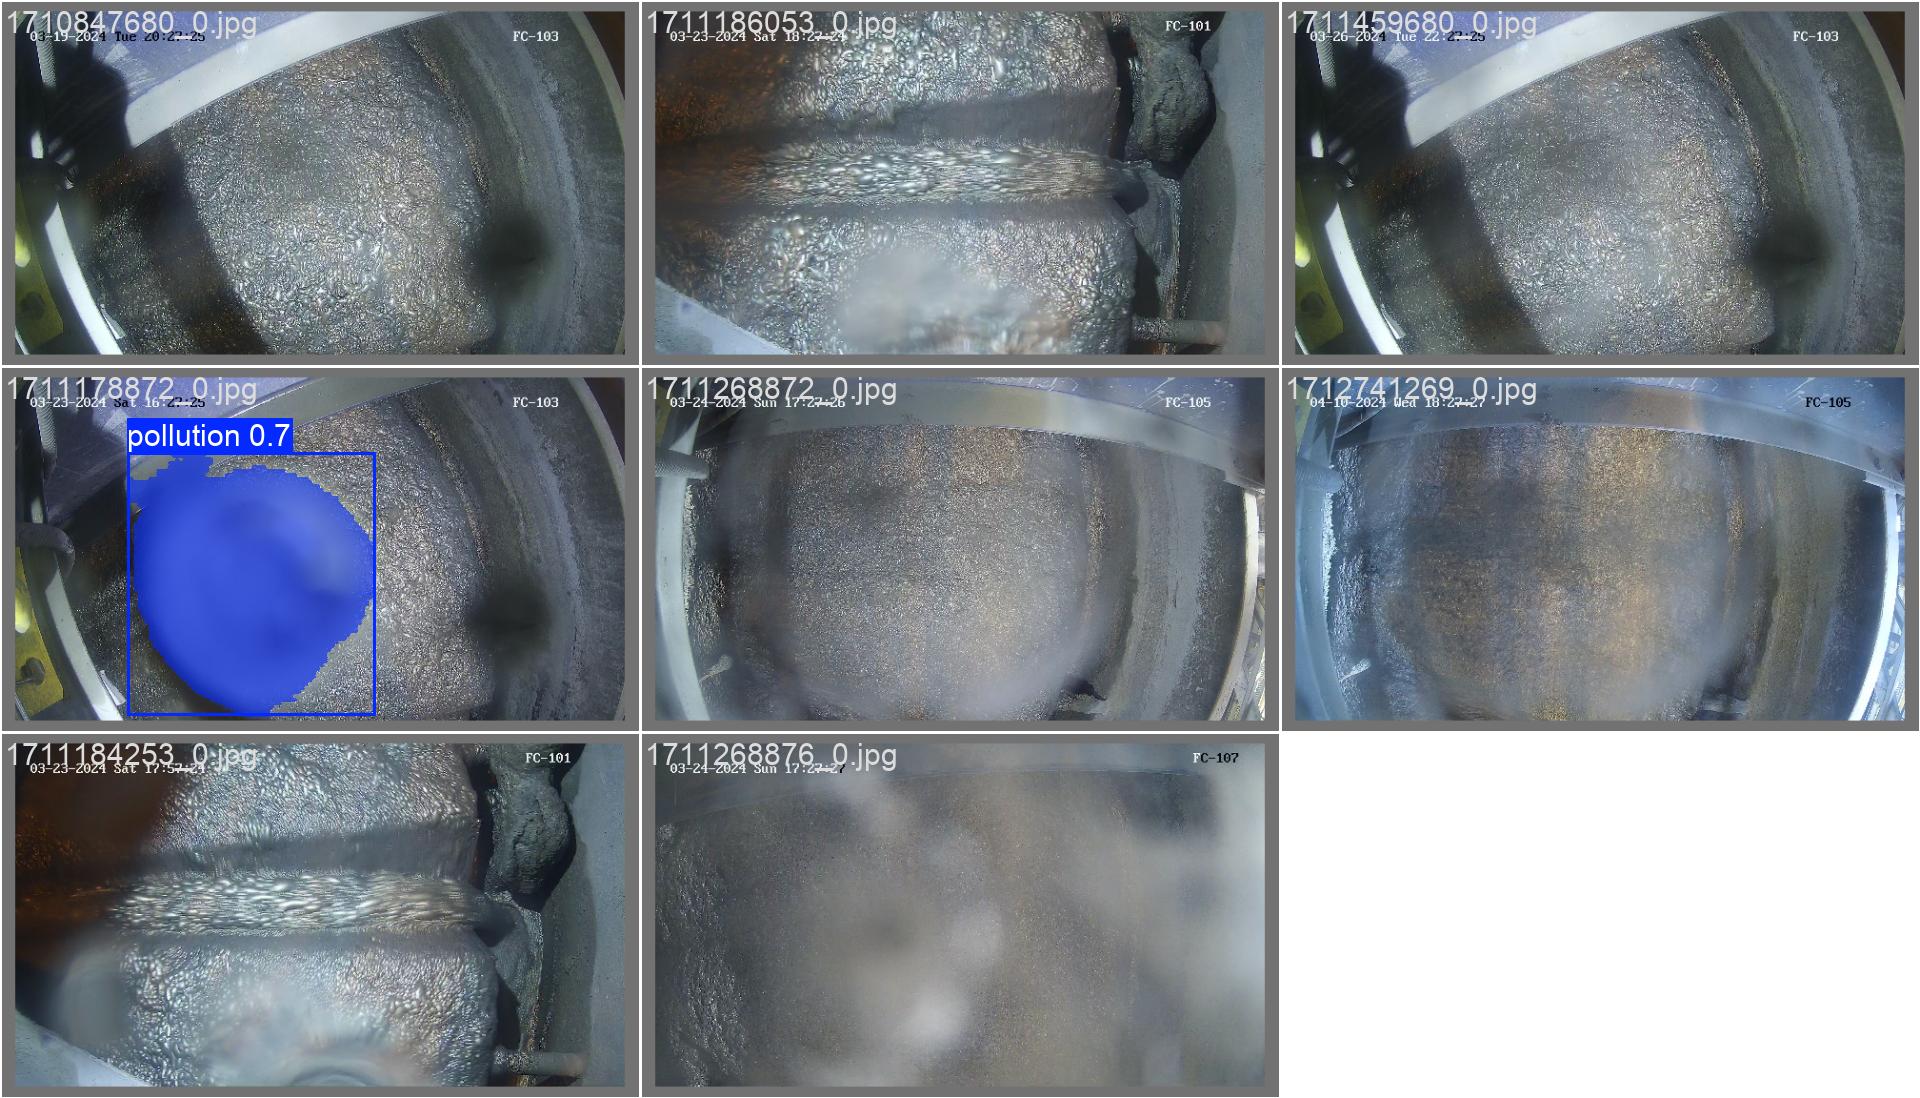 1710847680_0.jpg
03-19-2024 Tue 20:27:25
FC-103
1711186053_0.jpg
03-23-2024 Sat 18:27:24
FC-101
1711459680_0.jpg
03-26-2024 Tue 22:27:25
FC-103
1711178872_0.jpg
03-23-2024 Sat 16:27:25
FC-103
pollution 0.7
1711268872_0.jpg
03-24-2024 Sun 17:27:26
FC-105
1712741269_0.jpg
04-10-2024 Wed 18:27:27
FC-105
1711184253_0.jpg
03-23-2024 Sat 17:57:24
FC-101
1711268876_0.jpg
03-24-2024 Sun 17:27:27
FC-107